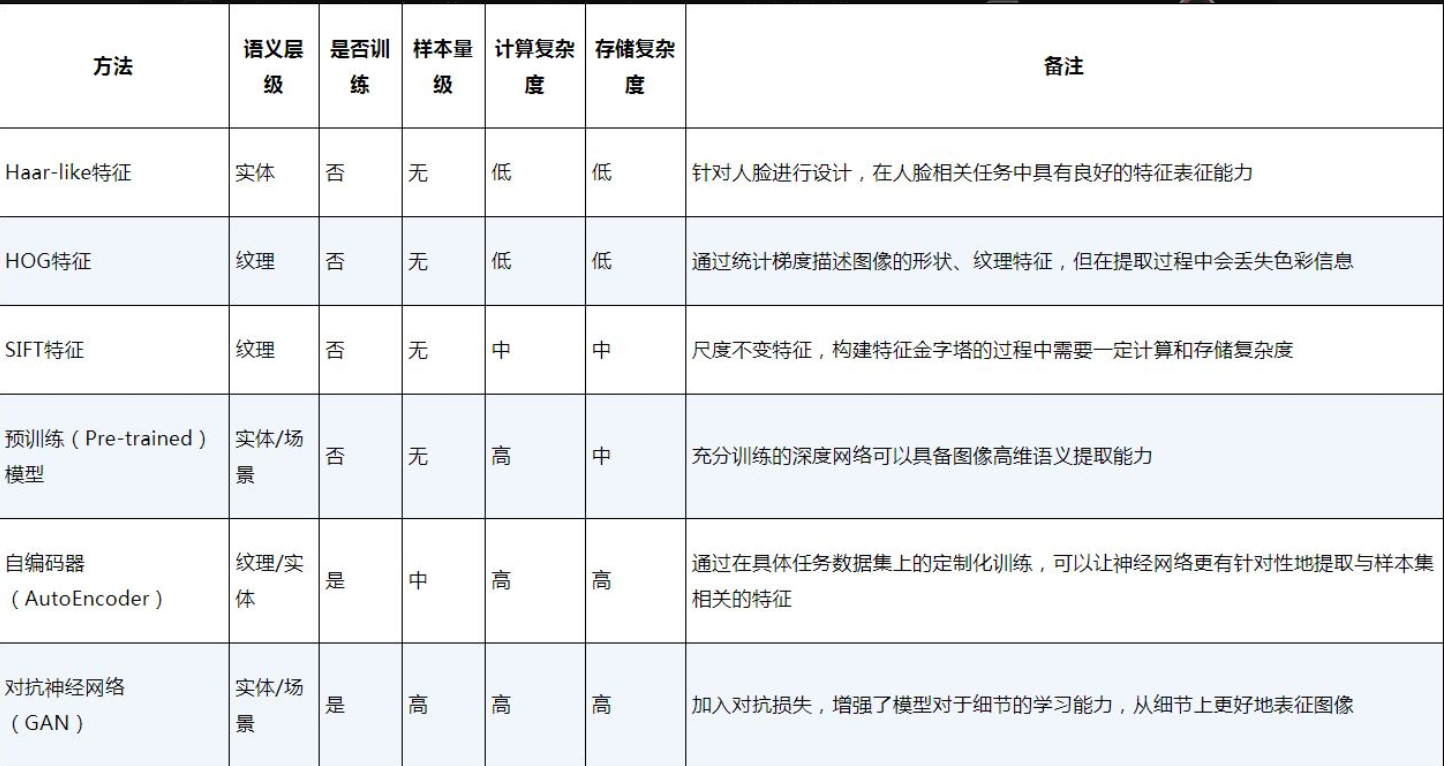 方法
语义层
级
是否训
练
样本量
级
计算复杂
度
存储复杂
度
备注
Haar-like特征
实体
否
无
低
低
针对人脸进行设计，在人脸相关任务中具有良好的特征表征能力
HOG特征
纹理
否
无
低
低
通过统计梯度描述图像的形状、纹理特征，但在提取过程中会丢失色彩信息
SIFT特征
纹理
否
无
中
中
尺度不变特征，构建特征金字塔的过程中需要一定计算和存储复杂度
预训练（Pre-trained）
模型
实体/场
景
否
无
高
中
充分训练的深度网络可以具备图像高维语义提取能力
自编码器
（AutoEncoder）
纹理/实
体
是
中
高
高
通过在具体任务数据集上的定制化训练，可以让神经网络更有针对性地提取与样本集
相关的特征
对抗神经网络
（GAN）
实体/场
景
是
高
高
高
加入对抗损失，增强了模型对于细节的学习能力，从细节上更好地表征图像